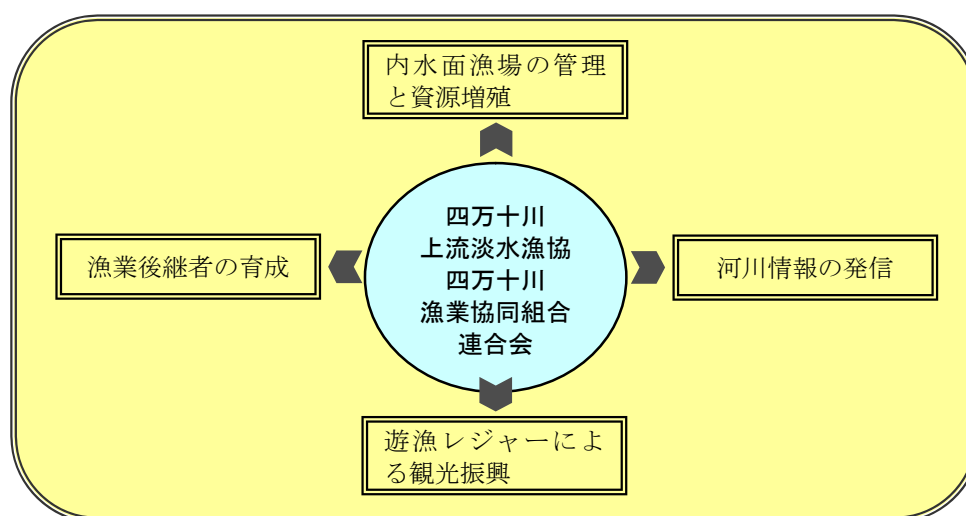 内水面漁場の管理
と資源増殖
四万十川
上流淡水漁協
四万十川
漁業協同組合
連合会
漁業後継者の育成
河川情報の発信
遊漁レジャーによ
る観光振興